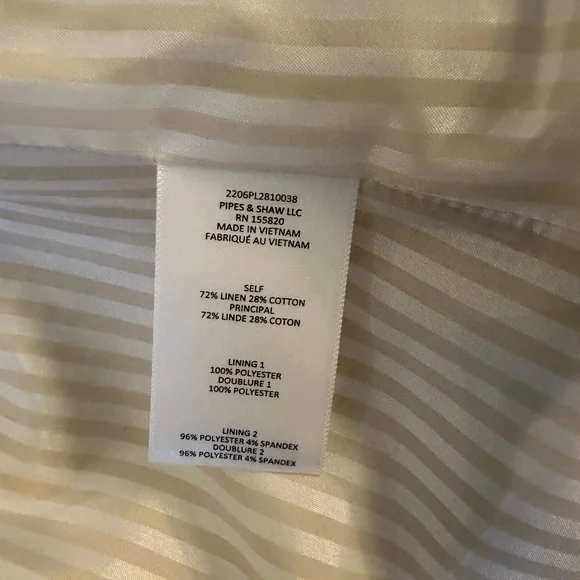 2206PL2810038
PIPES & SHAW LLC
RN 155820
MADE IN VIETNAM
FABRIQUÉ AU VIETNAM
SELF
72% LINEN 28% COTTON
PRINCIPAL
72% LINDE 28% COTON
LINING 1
100% POLYESTER
DOUBLURE 1
100% POLYESTER
LINING 2
96% POLYESTER 4% SPANDEX
DOUBLURE 2
96% POLYESTER 4% SPANDEX